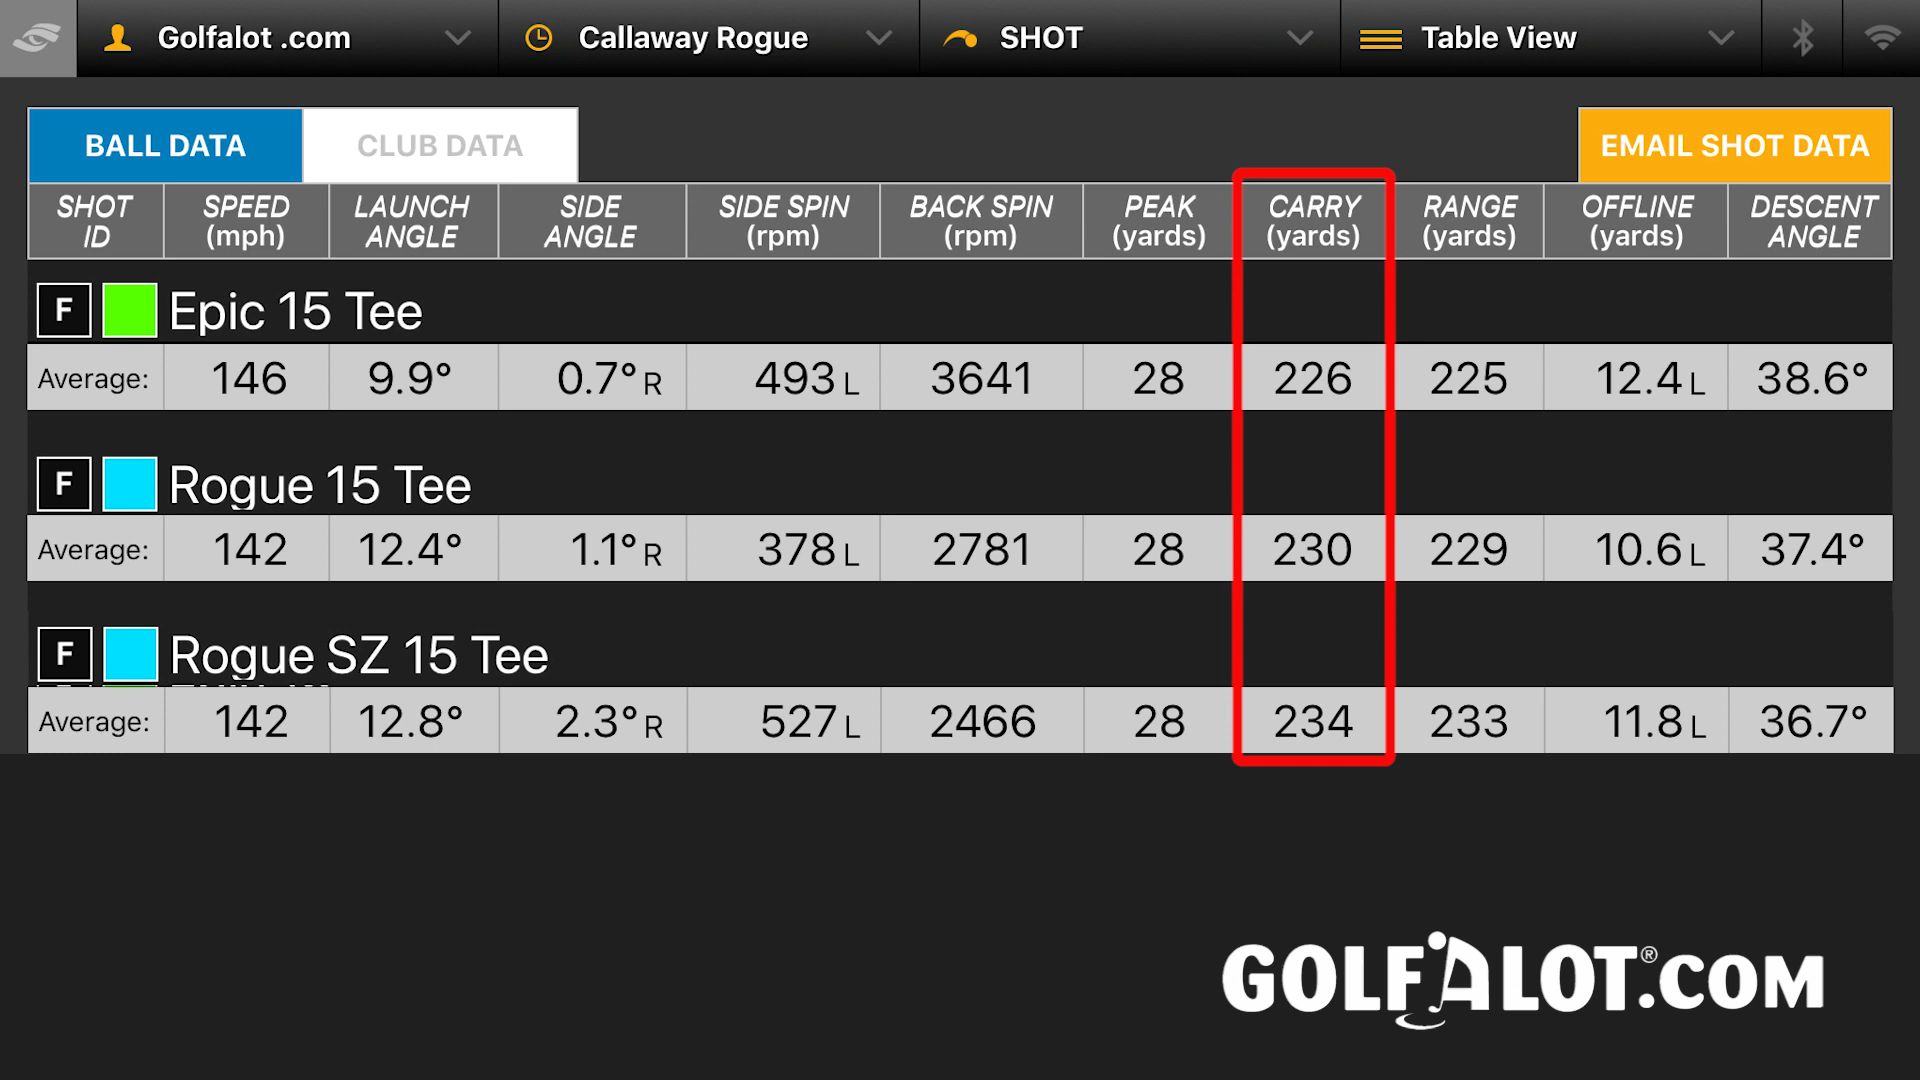 Golfalot .com Callaway Rogue SHOT Table View
BALL DATA CLUB DATA EMAIL SHOT DATA
SHOT ID SPEED (mph) LAUNCH ANGLE SIDE ANGLE SIDE SPIN (rpm) BACK SPIN (rpm) PEAK (yards) CARRY (yards) RANGE (yards) OFFLINE (yards) DESCENT ANGLE
F Epic 15 Tee
Average: 146 9.9° 0.7° R 493 L 3641 28 226 225 12.4 L 38.6°
F Rogue 15 Tee
Average: 142 12.4° 1.1° R 378 L 2781 28 230 229 10.6 L 37.4°
F Rogue SZ 15 Tee
Average: 142 12.8° 2.3° R 527 L 2466 28 234 233 11.8 L 36.7°
GOLFALOT®.COM